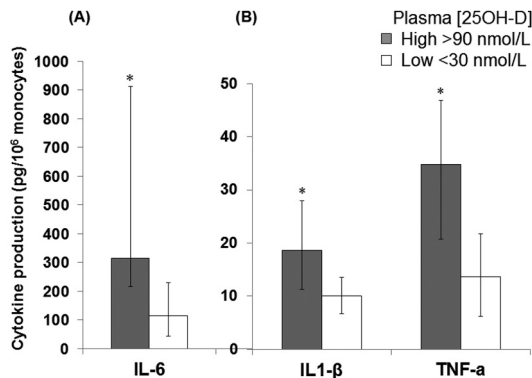 (A)
(B)
Plasma [25OH-D]
High >90 nmol/L
Low <30 nmol/L
Cytokine production (pg/10⁶ monocytes)
1000
900
800
700
600
500
400
300
200
100
0
*
IL-6
50
40
30
20
10
0
*
*
IL1-β
TNF-a